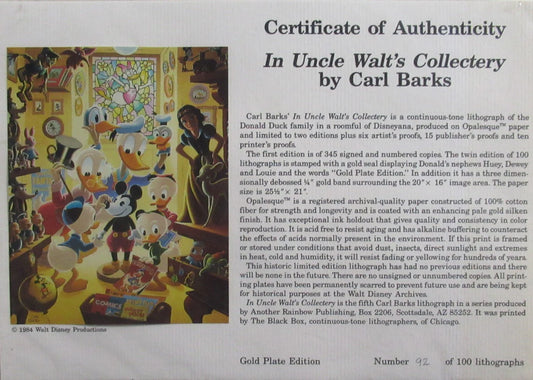 Certificate of Authenticity
In Uncle Walt's Collectery
by Carl Barks
Carl Barks' In Uncle Walt's Collectery is a continuous-tone lithograph of the
Donald Duck family in a roomful of Disneyana, produced on Opalesque™ paper
and limited to two editions plus six artist's proofs, 15 publisher's proofs and ten
printer's proofs.
The first edition is of 345 signed and numbered copies. The twin edition of 100
lithographs is stamped with a gold seal displaying Donald's nephews Huey, Dewey
and Louie and the words "Gold Plate Edition." In addition it has a three dimen-
sionally debossed ¼" gold band surrounding the 20" × 16" image area. The paper
size is 25½" × 21".
Opalesque™ is a registered archival-quality paper constructed of 100% cotton
fiber for strength and longevity and is coated with an enhancing pale gold silken
finish. It has exceptional ink holdout that gives quality and consistency in color
reproduction. It is acid free to resist aging and has alkaline buffering to counteract
the effects of acids normally present in the environment. If this print is framed
or stored under conditions that avoid dust, insects, direct sunlight and extremes
in heat, cold and humidity, it will resist fading or yellowing for hundreds of years.
This historic limited edition lithograph has had no previous editions and there
will be none in the future. There are no unsigned or unnumbered copies. All print-
ing plates have been permanently scarred to prevent future use and are being kept
for historical purposes at the Walt Disney Archives.
In Uncle Walt's Collectery is the fifth Carl Barks lithograph in a series produced
by Another Rainbow Publishing, Box 2206, Scottsdale, AZ 85252. It was printed
by The Black Box, continuous-tone lithographers, of Chicago.
COMICS
© 1984 Walt Disney Productions
Gold Plate Edition Number 92 of 100 lithographs